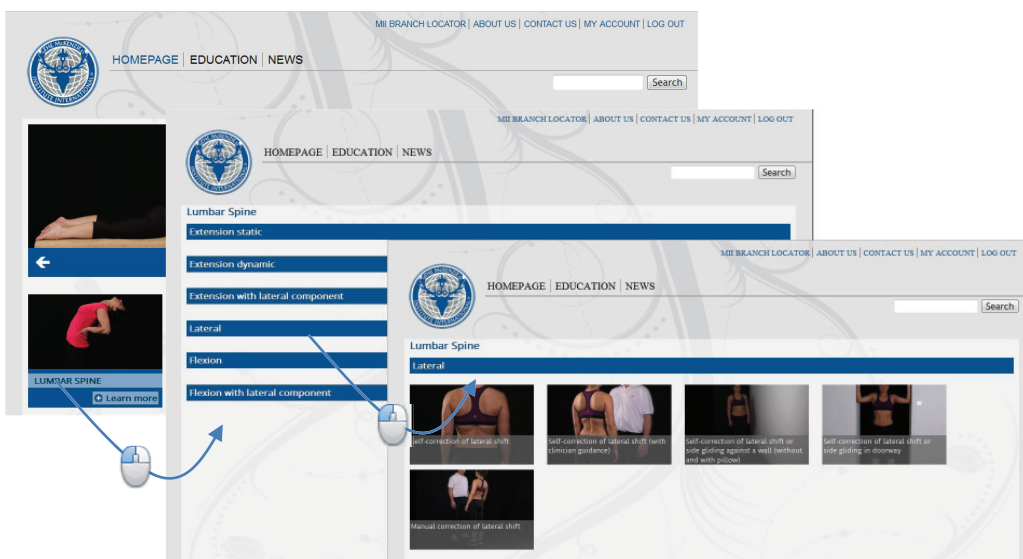 MII BRANCH LOCATOR | ABOUT US | CONTACT US | MY ACCOUNT | LOG OUT
THE McKENZIE INSTITUTE INTERNATIONAL
HOMEPAGE | EDUCATION | NEWS
Search
LUMBAR SPINE
Learn more
MII BRANCH LOCATOR | ABOUT US | CONTACT US | MY ACCOUNT | LOG OUT
HOMEPAGE | EDUCATION | NEWS
Search
Lumbar Spine
Extension static
Extension dynamic
Extension with lateral component
Lateral
Flexion
Flexion with lateral component
MII BRANCH LOCATOR | ABOUT US | CONTACT US | MY ACCOUNT | LOG OUT
HOMEPAGE | EDUCATION | NEWS
Search
Lumbar Spine
Lateral
Self-correction of lateral shift
Self-correction of lateral shift (with
clinician guidance)
Self-correction of lateral shift or
side gliding against a wall (without
and with pillow)
Self-correction of lateral shift or
side gliding in doorway
Manual correction of lateral shift